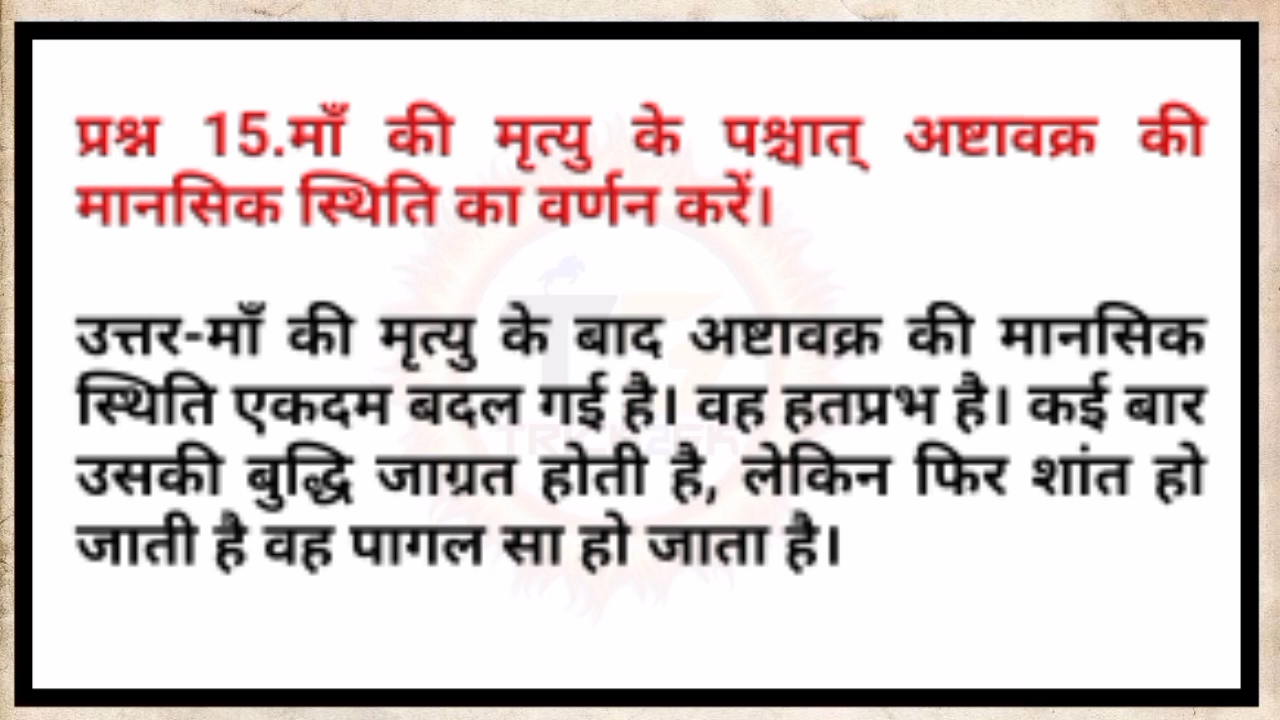 प्रश्न 15.माँ की मृत्यु के पश्चात् अष्टावक्र की
मानसिक स्थिति का वर्णन करें।
उत्तर-माँ की मृत्यु के बाद अष्टावक्र की मानसिक
स्थिति एकदम बदल गई है। वह हतप्रभ है। कई बार
उसकी बुद्धि जाग्रत होती है, लेकिन फिर शांत हो
जाती है वह पागल सा हो जाता है।